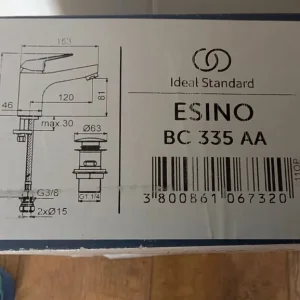 163
46
120
81
max.30
Ø63
G3/8
G1 1/4
2xØ15
Ideal Standard
ESINO
BC 335 AA
3 800861 067320